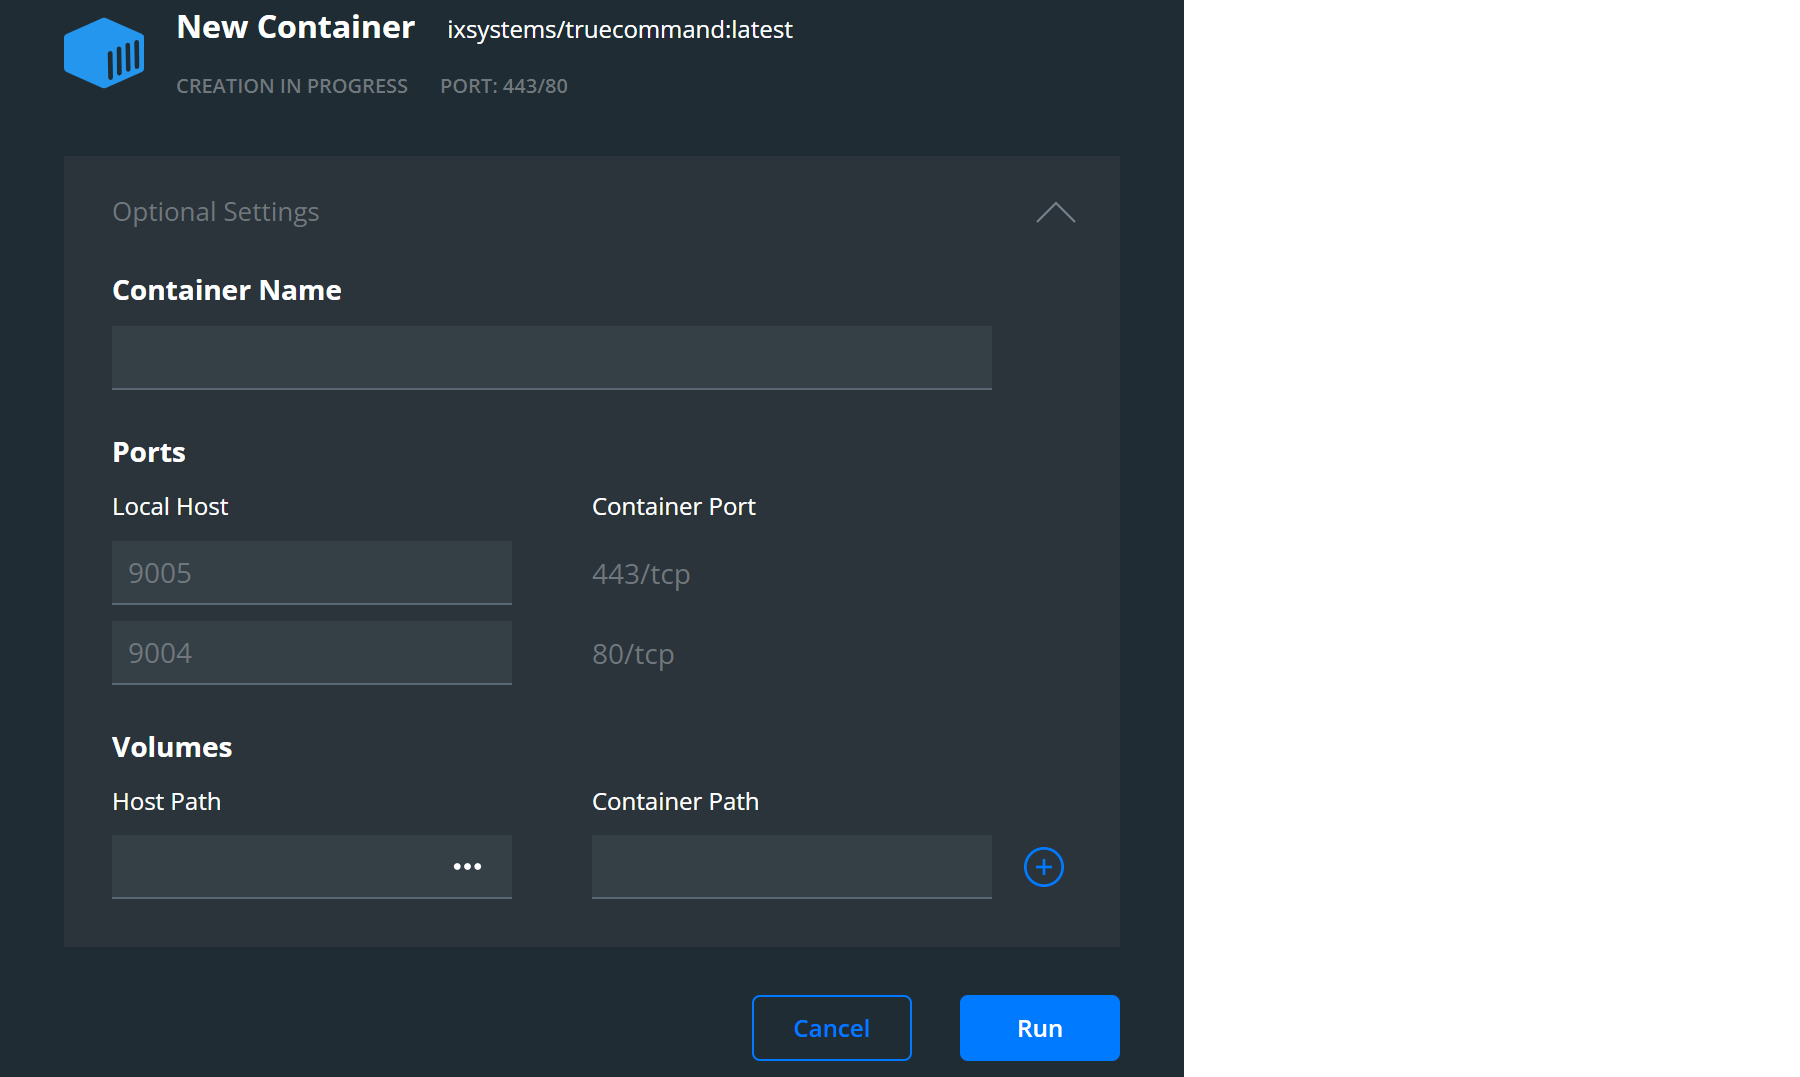 New Container ixsystems/truecommand:latest
CREATION IN PROGRESS PORT: 443/80
Optional Settings
Container Name
Ports
Local Host Container Port
9005 443/tcp
9004 80/tcp
Volumes
Host Path Container Path
Cancel Run